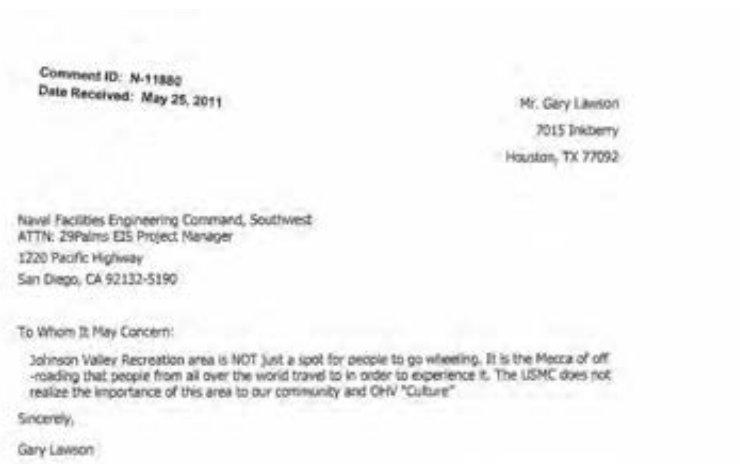 Comment ID: N-11880
Date Received: May 25, 2011
Mr. Gary Lawson
7015 Inkberry
Houston, TX 77092
Naval Facilities Engineering Command, Southwest
ATTN: 29Palms EIS Project Manager
1220 Pacific Highway
San Diego, CA 92132-5190
To Whom It May Concern:
Johnson Valley Recreation area is NOT just a spot for people to go wheeling. It is the Mecca of off
-roading that people from all over the world travel to in order to experience it. The USMC does not
realize the importance of this area to our community and OHV "Culture"
Sincerely,
Gary Lawson